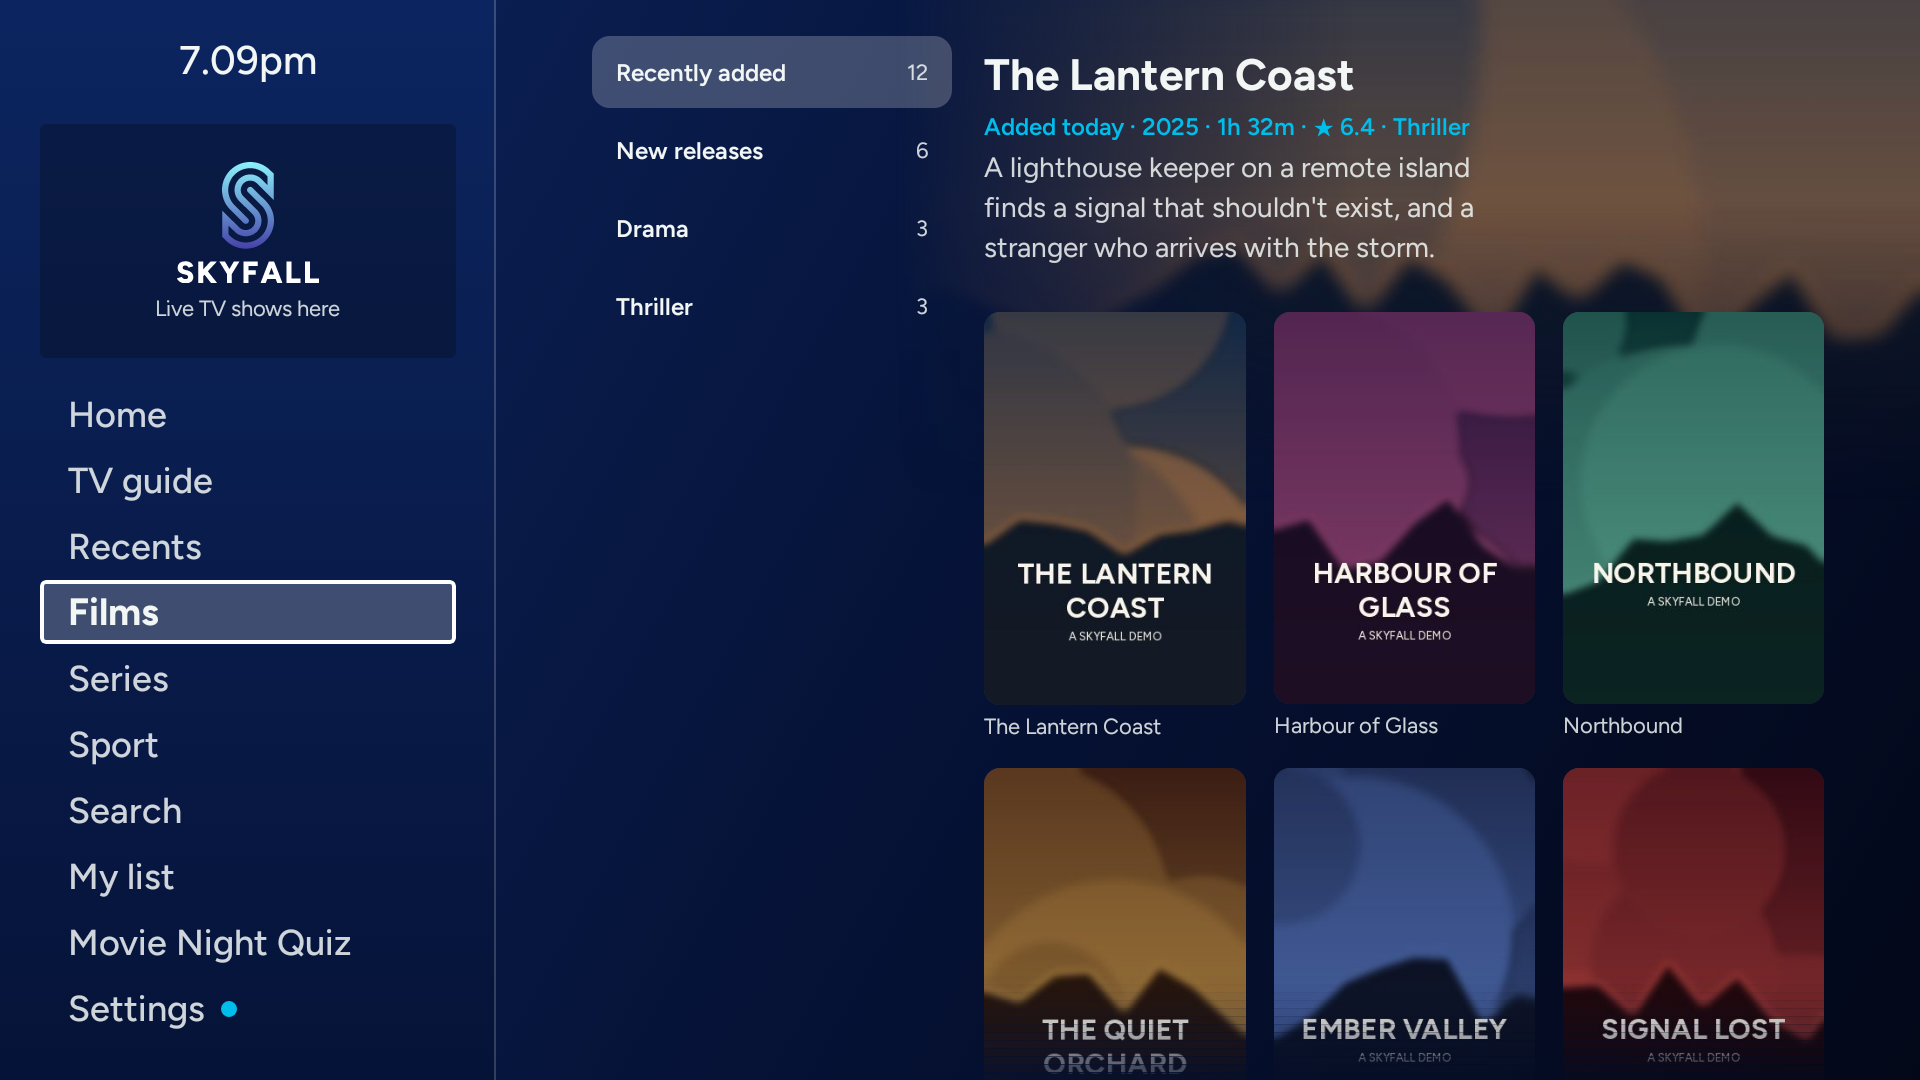 7.09pm
SKYFALL
Live TV shows here
Home
TV guide
Recents
Films
Series
Sport
Search
My list
Movie Night Quiz
Settings
Recently added 12
New releases 6
Drama 3
Thriller 3
The Lantern Coast
Added today · 2025 · 1h 32m · ★ 6.4 · Thriller
A lighthouse keeper on a remote island
finds a signal that shouldn't exist, and a
stranger who arrives with the storm.
THE LANTERN
COAST
A SKYFALL DEMO
The Lantern Coast
HARBOUR OF
GLASS
A SKYFALL DEMO
Harbour of Glass
NORTHBOUND
A SKYFALL DEMO
Northbound
THE QUIET
ORCHARD
EMBER VALLEY
A SKYFALL DEMO
SIGNAL LOST
A SKYFALL DEMO